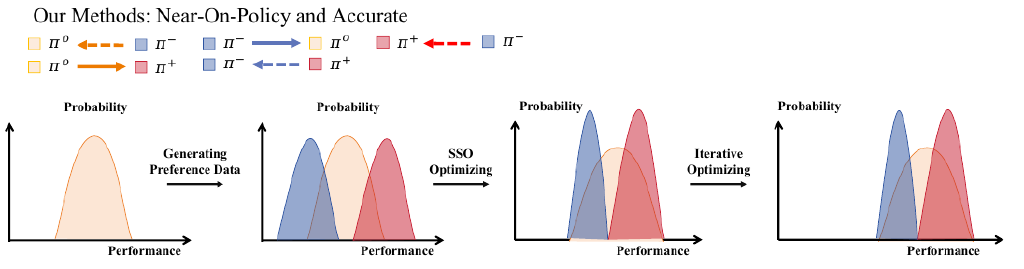 Our Methods: Near-On-Policy and Accurate
π^o π^- π^- π^o π^+ π^-
π^o π^+ π^- π^+
Probability
Generating
Preference Data
Performance
Probability
SSO
Optimizing
Performance
Probability
Iterative
Optimizing
Performance
Probability
Performance